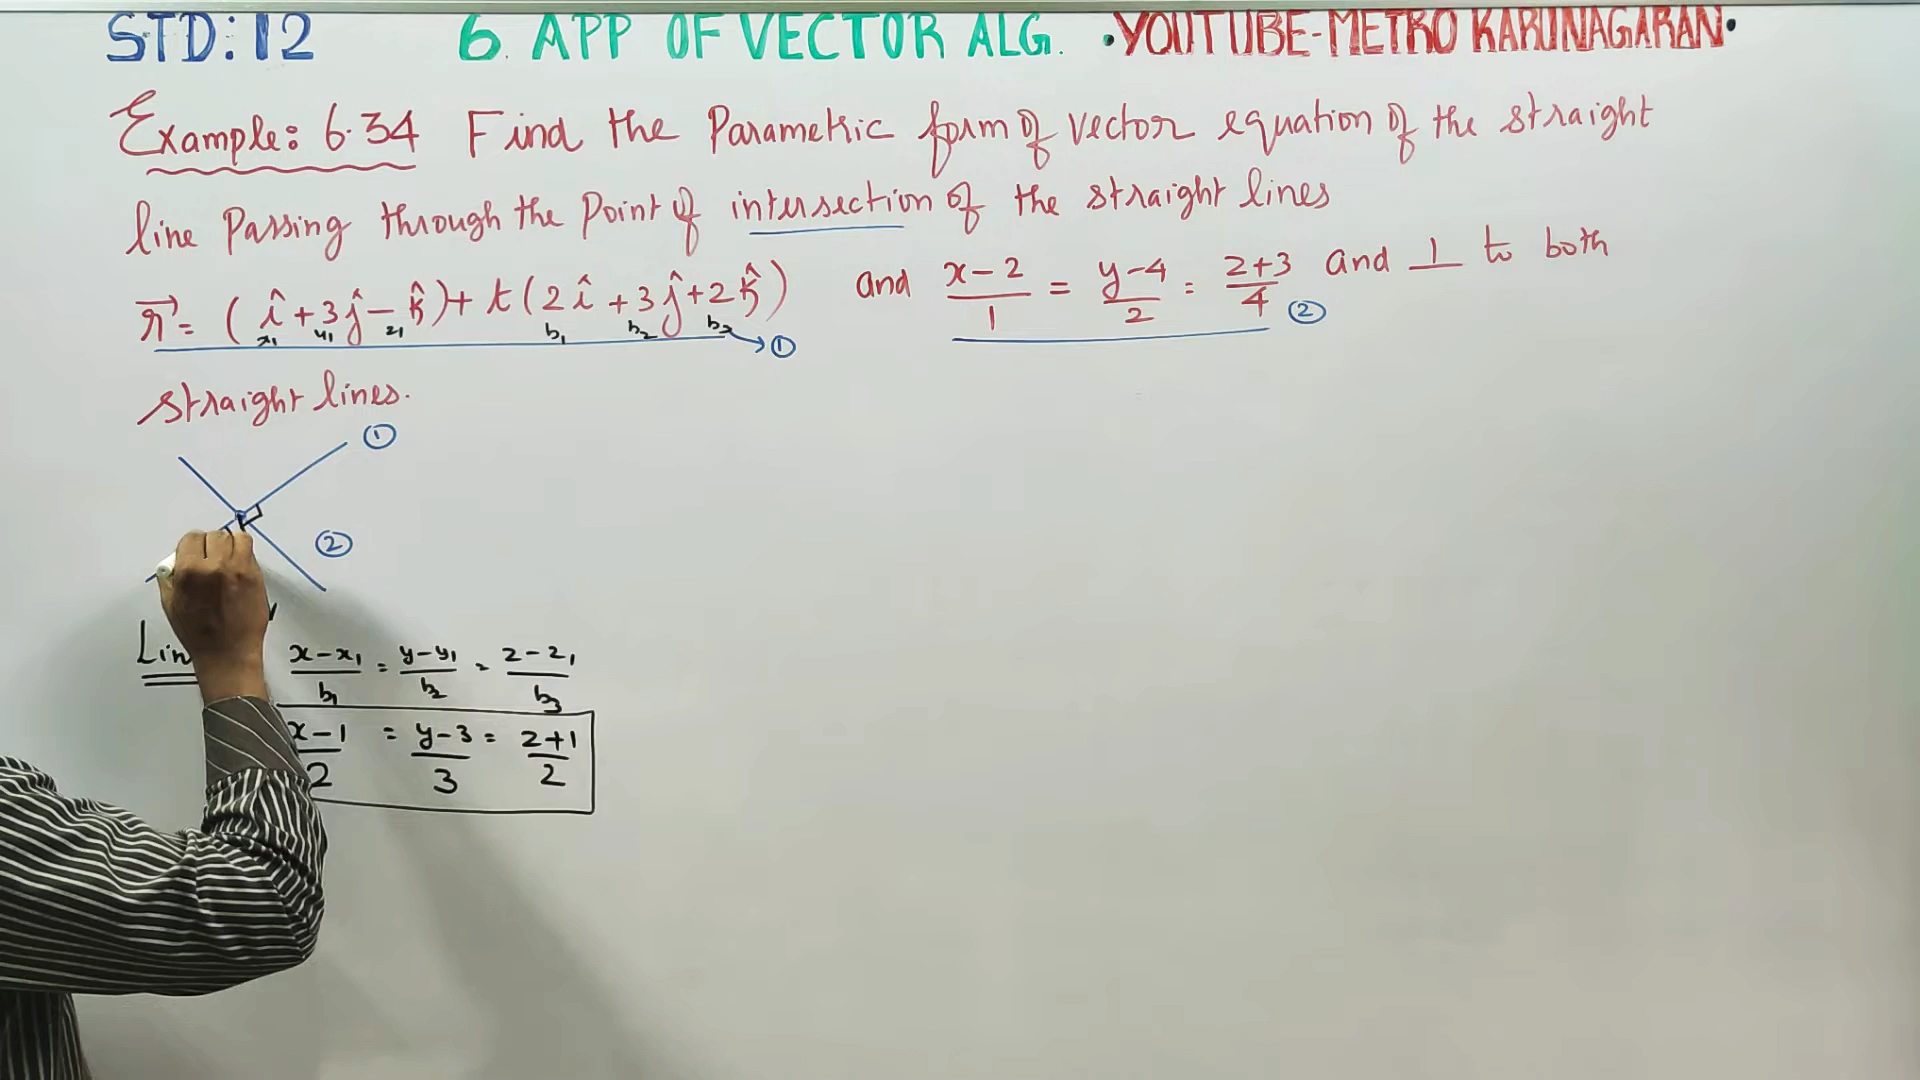 STD: 12 6. APP OF VECTOR ALG. •YOUTUBE-METRO KARUNAGARAN•
Example: 6.34 Find the Parametric form of vector equation of the straight
line Passing through the Point of intersection of the straight lines
r⃗ = (î+3ĵ-k̂)+t(2î+3ĵ+2k̂) and x-2/1 = y-4/2 = z+3/4 and ⊥ to both
x₁ y₁ z₁ b₁ b₂ b₃ → ① ②
straight lines.
①
②
Lin
x-x₁/b₁ = y-y₁/b₂ = z-z₁/b₃
x-1/2 = y-3/3 = z+1/2